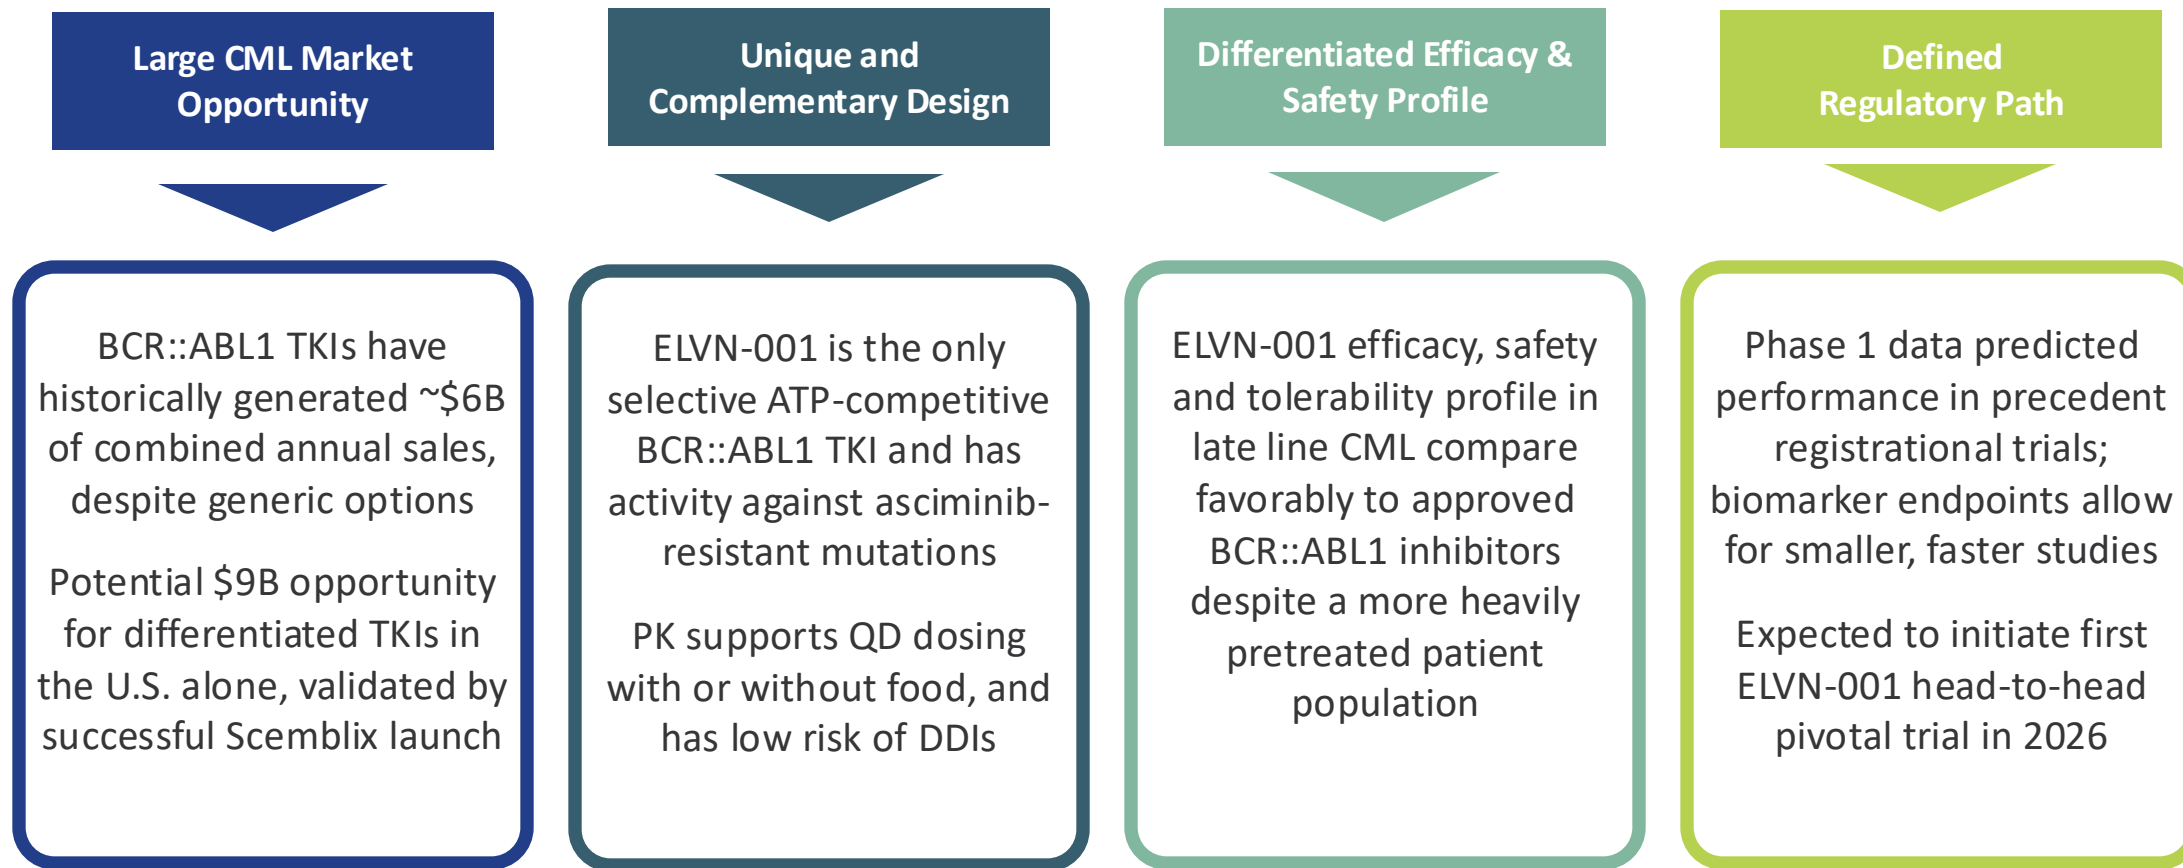 Large CML Market
Opportunity
BCR::ABL1 TKIs have
historically generated ~$6B
of combined annual sales,
despite generic options
Potential $9B opportunity
for differentiated TKIs in
the U.S. alone, validated by
successful Scemblix launch
Unique and
Complementary Design
ELVN-001 is the only
selective ATP-competitive
BCR::ABL1 TKI and has
activity against asciminib-
resistant mutations
PK supports QD dosing
with or without food, and
has low risk of DDIs
Differentiated Efficacy &
Safety Profile
ELVN-001 efficacy, safety
and tolerability profile in
late line CML compare
favorably to approved
BCR::ABL1 inhibitors
despite a more heavily
pretreated patient
population
Defined
Regulatory Path
Phase 1 data predicted
performance in precedent
registrational trials;
biomarker endpoints allow
for smaller, faster studies
Expected to initiate first
ELVN-001 head-to-head
pivotal trial in 2026